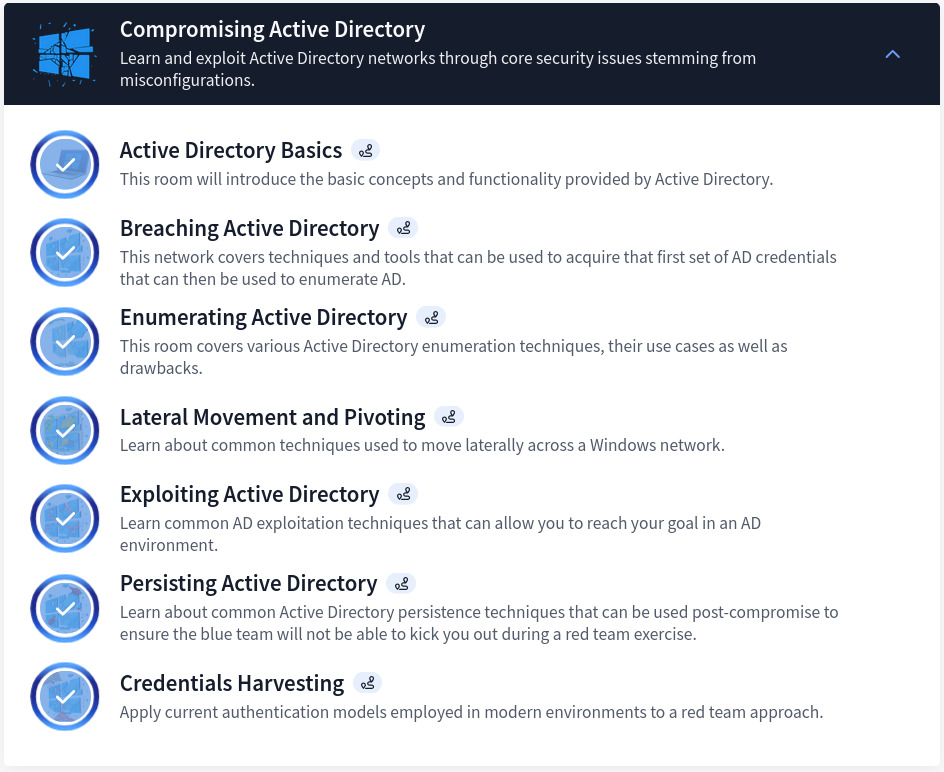 Compromising Active Directory
Learn and exploit Active Directory networks through core security issues stemming from
misconfigurations.
Active Directory Basics
This room will introduce the basic concepts and functionality provided by Active Directory.
Breaching Active Directory
This network covers techniques and tools that can be used to acquire that first set of AD credentials
that can then be used to enumerate AD.
Enumerating Active Directory
This room covers various Active Directory enumeration techniques, their use cases as well as
drawbacks.
Lateral Movement and Pivoting
Learn about common techniques used to move laterally across a Windows network.
Exploiting Active Directory
Learn common AD exploitation techniques that can allow you to reach your goal in an AD
environment.
Persisting Active Directory
Learn about common Active Directory persistence techniques that can be used post-compromise to
ensure the blue team will not be able to kick you out during a red team exercise.
Credentials Harvesting
Apply current authentication models employed in modern environments to a red team approach.